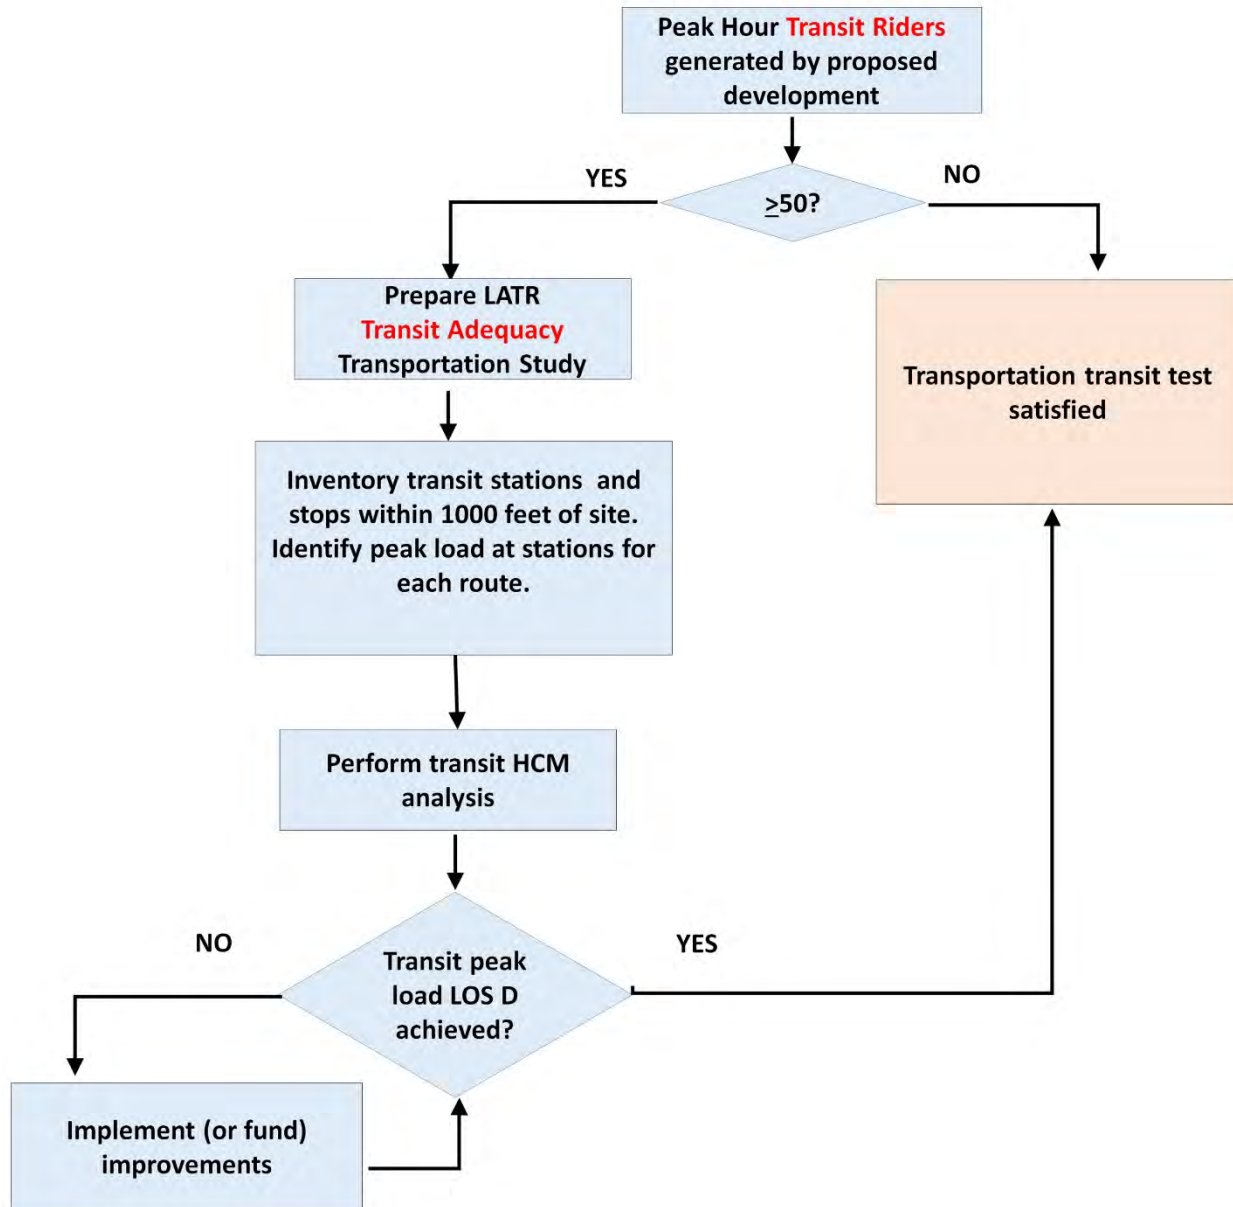 Peak Hour Transit Riders
generated by proposed
development
YES
NO
≥50?
Prepare LATR
Transit Adequacy
Transportation Study
Transportation transit test
satisfied
Inventory transit stations and
stops within 1000 feet of site.
Identify peak load at stations for
each route.
Perform transit HCM
analysis
NO
YES
Transit peak
load LOS D
achieved?
Implement (or fund)
improvements